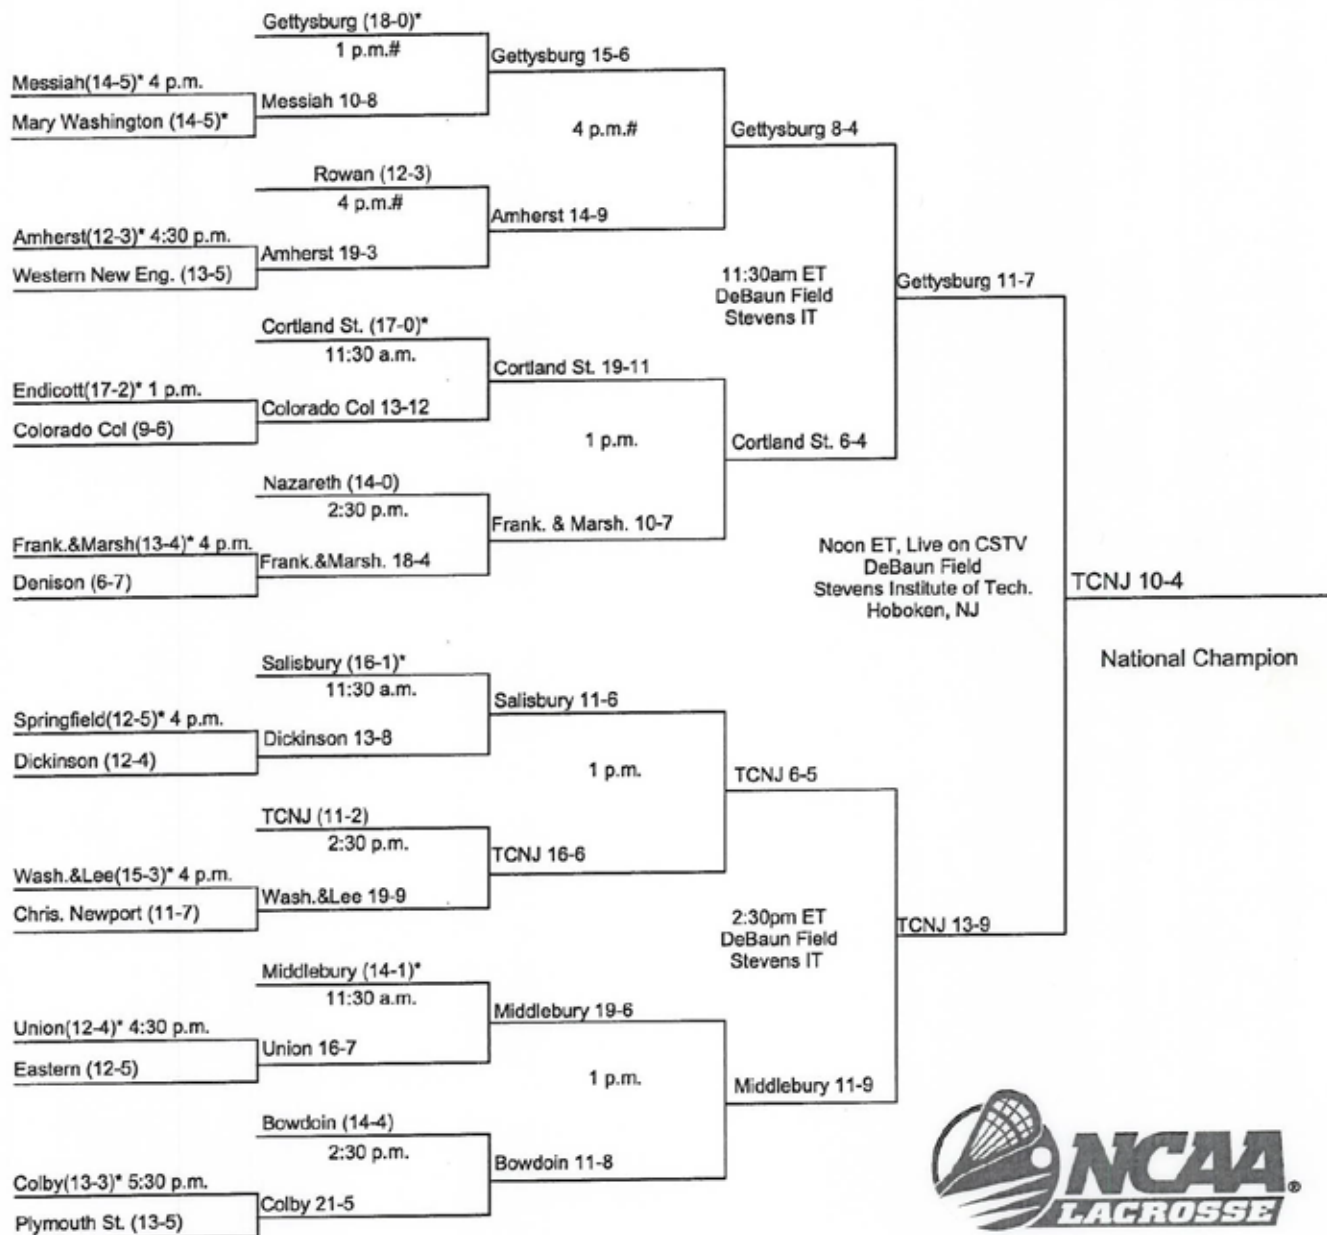 Gettysburg (18-0)*
1 p.m.#
Gettysburg 15-6
Messiah(14-5)* 4 p.m.
Messiah 10-8
Mary Washington (14-5)*
4 p.m.#
Gettysburg 8-4
Rowan (12-3)
4 p.m.#
Amherst 14-9
Amherst(12-3)* 4:30 p.m.
Amherst 19-3
Western New Eng. (13-5)
11:30am ET
DeBaun Field
Stevens IT
Gettysburg 11-7
Cortland St. (17-0)*
11:30 a.m.
Cortland St. 19-11
Endicott(17-2)* 1 p.m.
Colorado Col 13-12
Colorado Col (9-6)
1 p.m.
Cortland St. 6-4
Nazareth (14-0)
2:30 p.m.
Frank. & Marsh. 10-7
Frank.&Marsh(13-4)* 4 p.m.
Frank.&Marsh. 18-4
Denison (6-7)
Noon ET, Live on CSTV
DeBaun Field
Stevens Institute of Tech.
Hoboken, NJ
TCNJ 10-4
National Champion
Salisbury (16-1)*
11:30 a.m.
Salisbury 11-6
Springfield(12-5)* 4 p.m.
Dickinson 13-8
Dickinson (12-4)
1 p.m.
TCNJ 6-5
TCNJ (11-2)
2:30 p.m.
TCNJ 16-6
Wash.&Lee(15-3)* 4 p.m.
Wash.&Lee 19-9
Chris. Newport (11-7)
2:30pm ET
DeBaun Field
Stevens IT
TCNJ 13-9
Middlebury (14-1)*
11:30 a.m.
Middlebury 19-6
Union(12-4)* 4:30 p.m.
Union 16-7
Eastern (12-5)
1 p.m.
Middlebury 11-9
Bowdoin (14-4)
2:30 p.m.
Bowdoin 11-8
Colby(13-3)* 5:30 p.m.
Colby 21-5
Plymouth St. (13-5)
NCAA®
LACROSSE